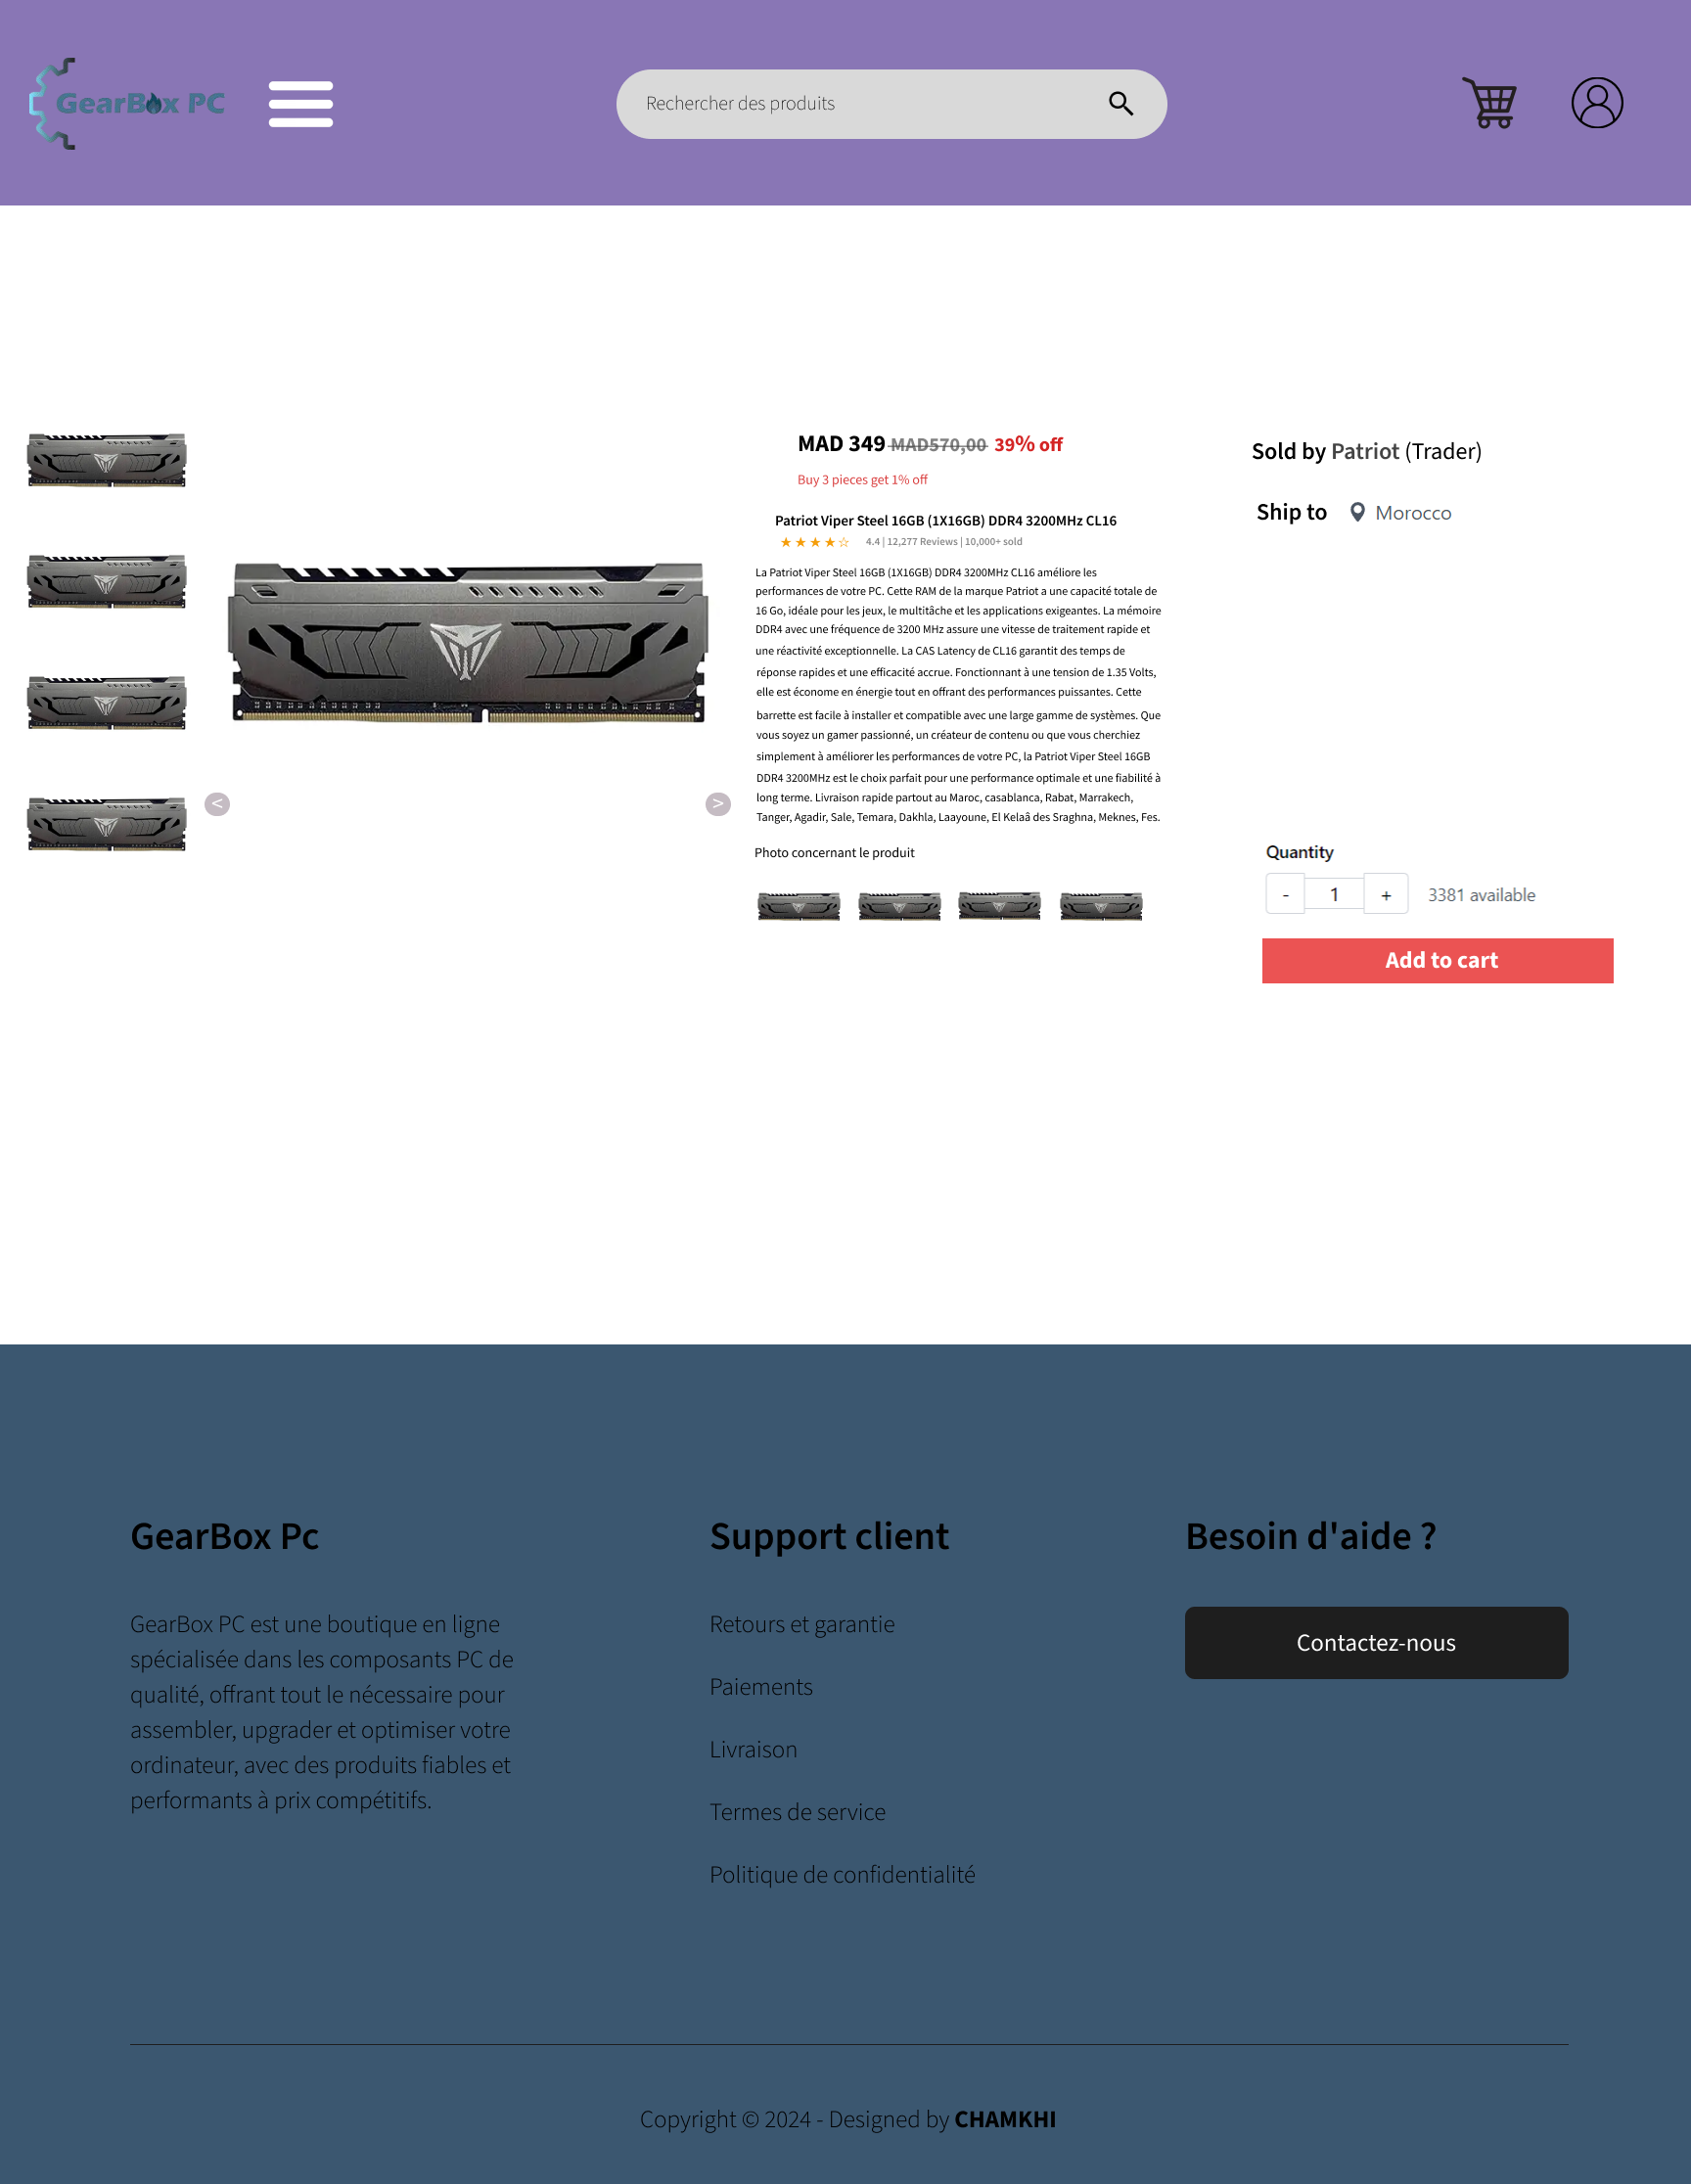 GearBox PC
Rechercher des produits
MAD 349 MAD570,00 39% off
Buy 3 pieces get 1% off
Patriot Viper Steel 16GB (1X16GB) DDR4 3200MHz CL16
4.4 | 12,277 Reviews | 10,000+ sold
La Patriot Viper Steel 16GB (1X16GB) DDR4 3200MHz CL16 améliore les
performances de votre PC. Cette RAM de la marque Patriot a une capacité totale de
16 Go, idéale pour les jeux, le multitâche et les applications exigeantes. La mémoire
DDR4 avec une fréquence de 3200 MHz assure une vitesse de traitement rapide et
une réactivité exceptionnelle. La CAS Latency de CL16 garantit des temps de
réponse rapides et une efficacité accrue. Fonctionnant à une tension de 1.35 Volts,
elle est économe en énergie tout en offrant des performances puissantes. Cette
barrette est facile à installer et compatible avec une large gamme de systèmes. Que
vous soyez un gamer passionné, un créateur de contenu ou que vous cherchiez
simplement à améliorer les performances de votre PC, la Patriot Viper Steel 16GB
DDR4 3200MHz est le choix parfait pour une performance optimale et une fiabilité à
long terme. Livraison rapide partout au Maroc, casablanca, Rabat, Marrakech,
Tanger, Agadir, Sale, Temara, Dakhla, Laayoune, El Kelaâ des Sraghna, Meknes, Fes.
Photo concernant le produit
< >
Sold by Patriot (Trader)
Ship to Morocco
Quantity
- 1 + 3381 available
Add to cart
GearBox Pc
GearBox PC est une boutique en ligne
spécialisée dans les composants PC de
qualité, offrant tout le nécessaire pour
assembler, upgrader et optimiser votre
ordinateur, avec des produits fiables et
performants à prix compétitifs.
Support client
Retours et garantie
Paiements
Livraison
Termes de service
Politique de confidentialité
Besoin d'aide ?
Contactez-nous
Copyright © 2024 - Designed by CHAMKHI